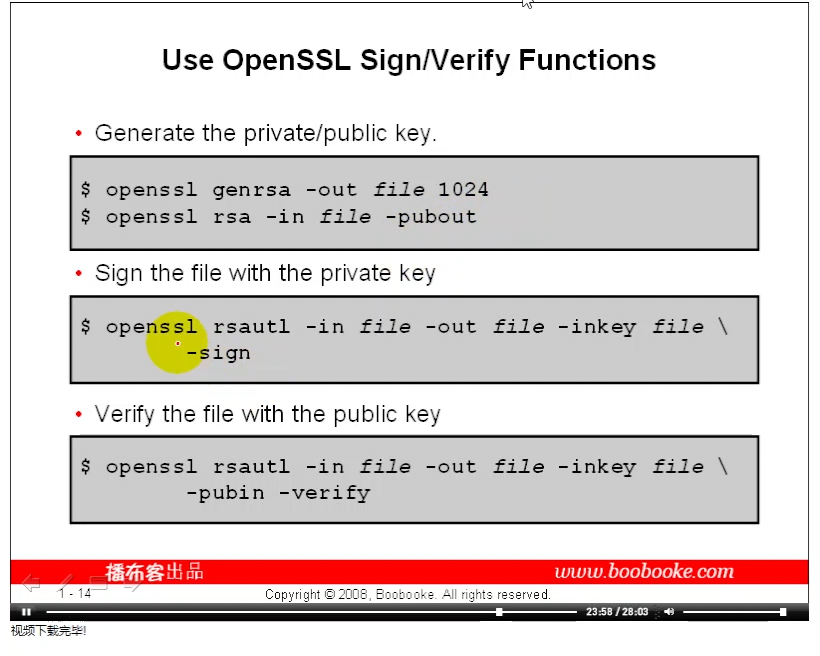 Use OpenSSL Sign/Verify Functions
• Generate the private/public key.
$ openssl genrsa -out file 1024
$ openssl rsa -in file -pubout
• Sign the file with the private key
$ openssl rsautl -in file -out file -inkey file \
-sign
• Verify the file with the public key
$ openssl rsautl -in file -out file -inkey file \
-pubin -verify
播布客出品 www.boobooke.com
1 - 14 Copyright © 2008, Boobooke. All rights reserved.
23:58 / 28:03
视频下载完毕!